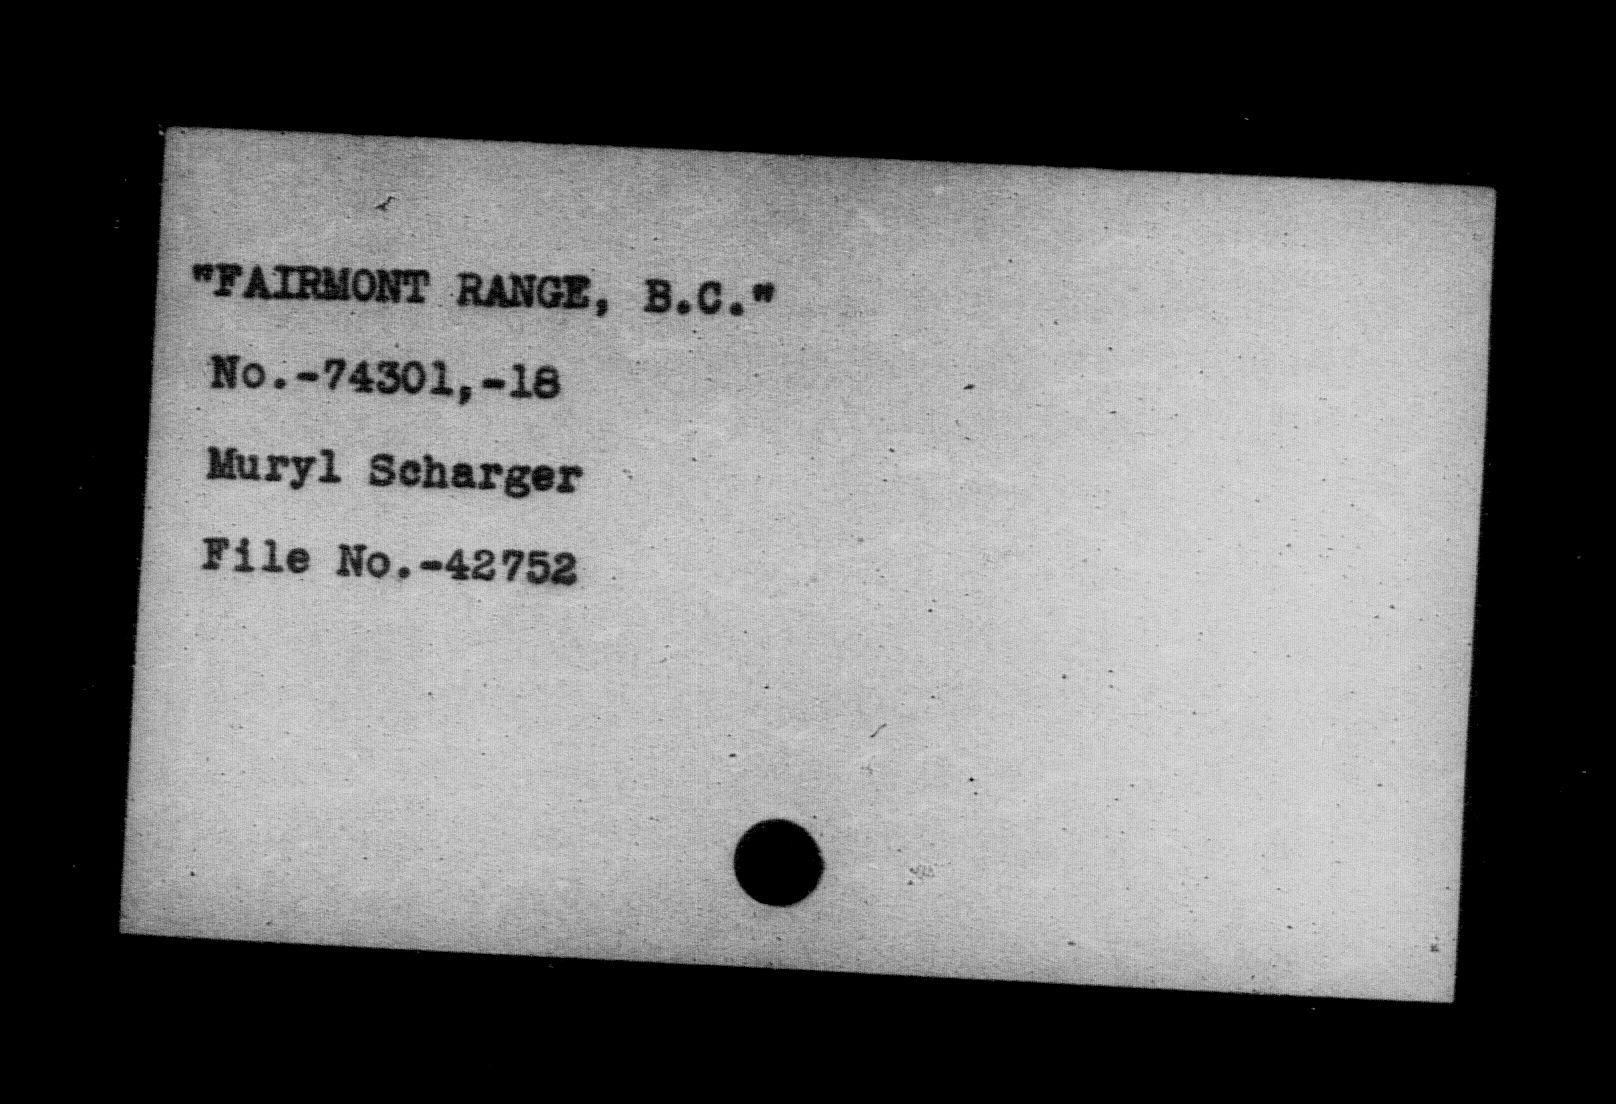 "FAIRMONT RANGE, B.C."
No.-74301,-18
Muryl Scharger
File No.-42752